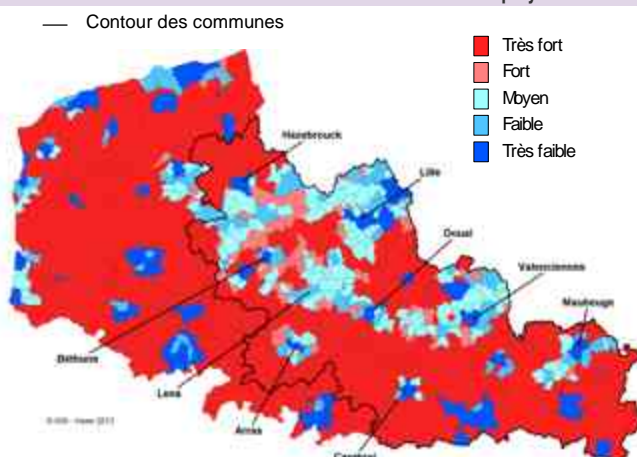 Contour des communes
Très fort
Fort
Moyen
Faible
Très faible
Hazebrouck
Lille
Douai
Valenciennes
Maubeuge
Béthune
Lens
Arras
Cambrai